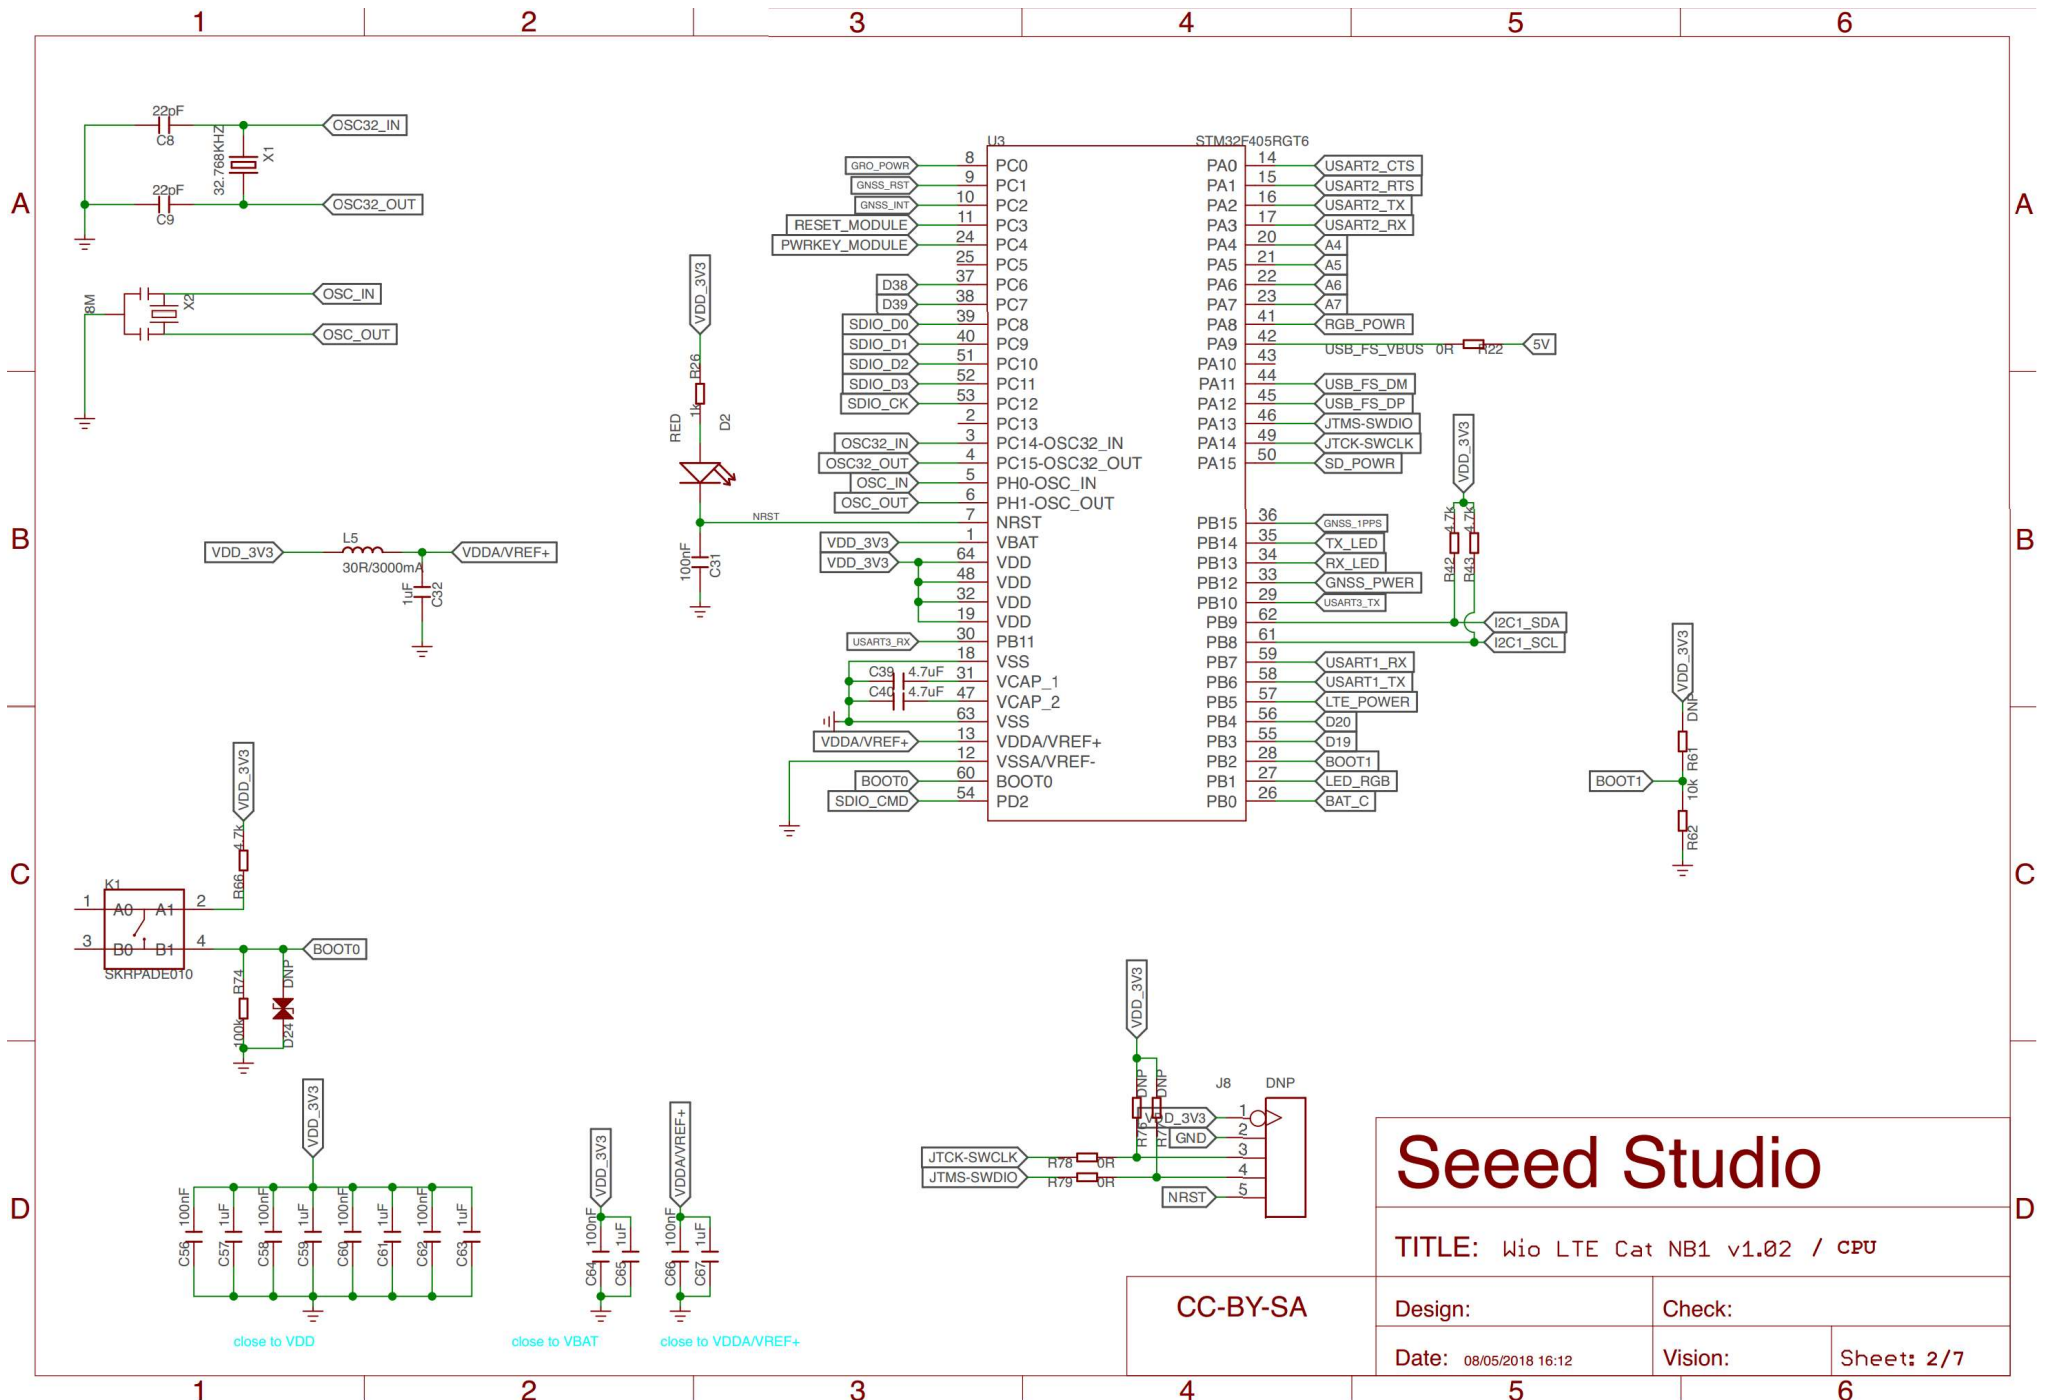 1 2 3 4 5 6
A
B
C
D
22pF
C8
OSC32_IN
32.768KHZ
X1
22pF
C9
OSC32_OUT
8M
X2
OSC_IN
OSC_OUT
VDD_3V3
L5
30R/3000mA
VDDA/VREF+
1uF
C32
VDD_3V3
R26
1k
RED
D2
NRST
100nF
C31
U3
STM32F405RGT6
GRO_POWR 8 PC0
GNSS_RST 9 PC1
GNSS_INT 10 PC2
RESET_MODULE 11 PC3
PWRKEY_MODULE 24 PC4
25 PC5
D38 37 PC6
D39 38 PC7
SDIO_D0 39 PC8
SDIO_D1 40 PC9
SDIO_D2 51 PC10
SDIO_D3 52 PC11
SDIO_CK 53 PC12
2 PC13
OSC32_IN 3 PC14-OSC32_IN
OSC32_OUT 4 PC15-OSC32_OUT
OSC_IN 5 PH0-OSC_IN
OSC_OUT 6 PH1-OSC_OUT
7 NRST
VDD_3V3 1 VBAT
VDD_3V3 64 VDD
48 VDD
32 VDD
19 VDD
USART3_RX 30 PB11
18 VSS
C39 4.7uF 31 VCAP_1
C40 4.7uF 47 VCAP_2
63 VSS
VDDA/VREF+ 13 VDDA/VREF+
12 VSSA/VREF-
BOOT0 60 BOOT0
SDIO_CMD 54 PD2
PA0 14 USART2_CTS
PA1 15 USART2_RTS
PA2 16 USART2_TX
PA3 17 USART2_RX
PA4 20 A4
PA5 21 A5
PA6 22 A6
PA7 23 A7
PA8 41 RGB_POWR
PA9 42 USB_FS_VBUS 0R R22 5V
PA10 43
PA11 44 USB_FS_DM
PA12 45 USB_FS_DP
PA13 46 JTMS-SWDIO
PA14 49 JTCK-SWCLK
PA15 50 SD_POWR
PB15 36 GNSS_1PPS
PB14 35 TX_LED
PB13 34 RX_LED
PB12 33 GNSS_PWER
PB10 29 USART3_TX
PB9 62 I2C1_SDA
PB8 61 I2C1_SCL
PB7 59 USART1_RX
PB6 58 USART1_TX
PB5 57 LTE_POWER
PB4 56 D20
PB3 55 D19
PB2 28 BOOT1
PB1 27 LED_RGB
PB0 26 BAT_C
VDD_3V3
4.7k
4.7k
R42
R43
VDD_3V3
DNP
R61
BOOT1
10k
R62
VDD_3V3
4.7k
R66
K1
1 A0 A1 2
3 B0 B1 4
SKRPADE010
BOOT0
R74
100k
DNP
D24
VDD_3V3
100nF 1uF 100nF 1uF 100nF 1uF 100nF 1uF
C56 C57 C58 C59 C60 C61 C62 C63
close to VDD
VDD_3V3
100nF 1uF
C64 C65
close to VBAT
VDDA/VREF+
100nF 1uF
C66 C67
close to VDDA/VREF+
VDD_3V3
DNP
DNP
J8 DNP
VDD_3V3 1
GND 2
JTCK-SWCLK R78 0R 3
JTMS-SWDIO R79 0R 4
NRST 5
Seeed Studio
TITLE: Wio LTE Cat NB1 v1.02 / CPU
CC-BY-SA
Design:
Check:
Date: 08/05/2018 16:12
Vision:
Sheet: 2/7
A
B
C
D
1 2 3 4 5 6